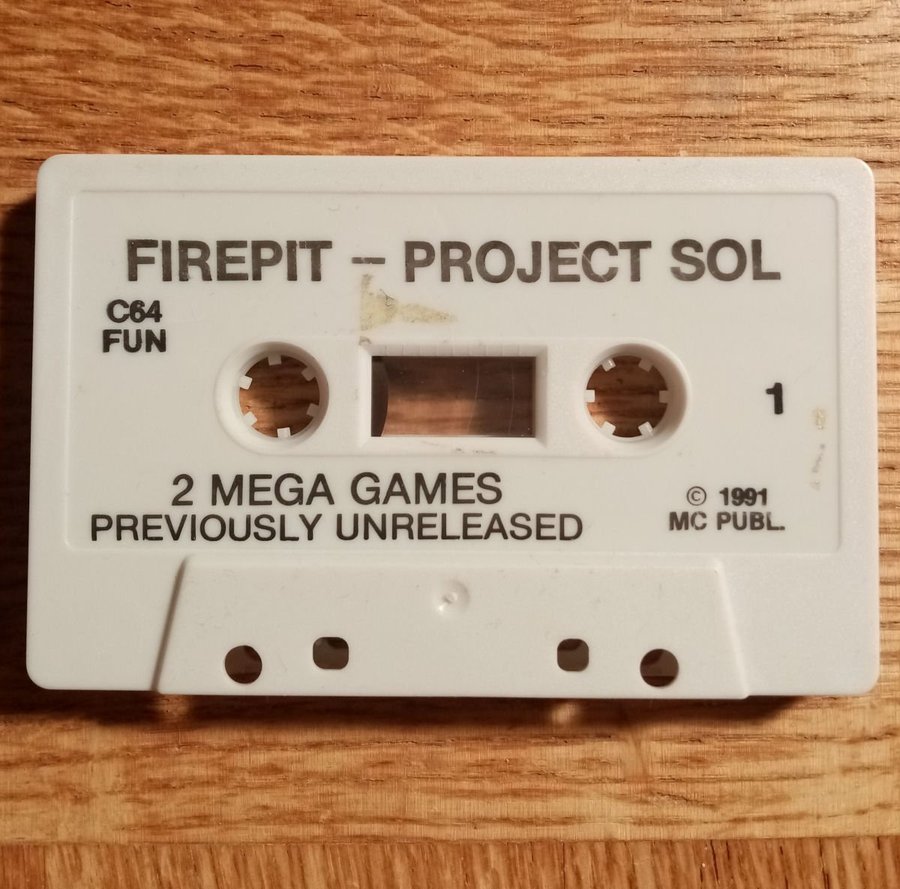 FIREPIT – PROJECT SOL
C64
FUN
1
2 MEGA GAMES
PREVIOUSLY UNRELEASED
© 1991
MC PUBL.